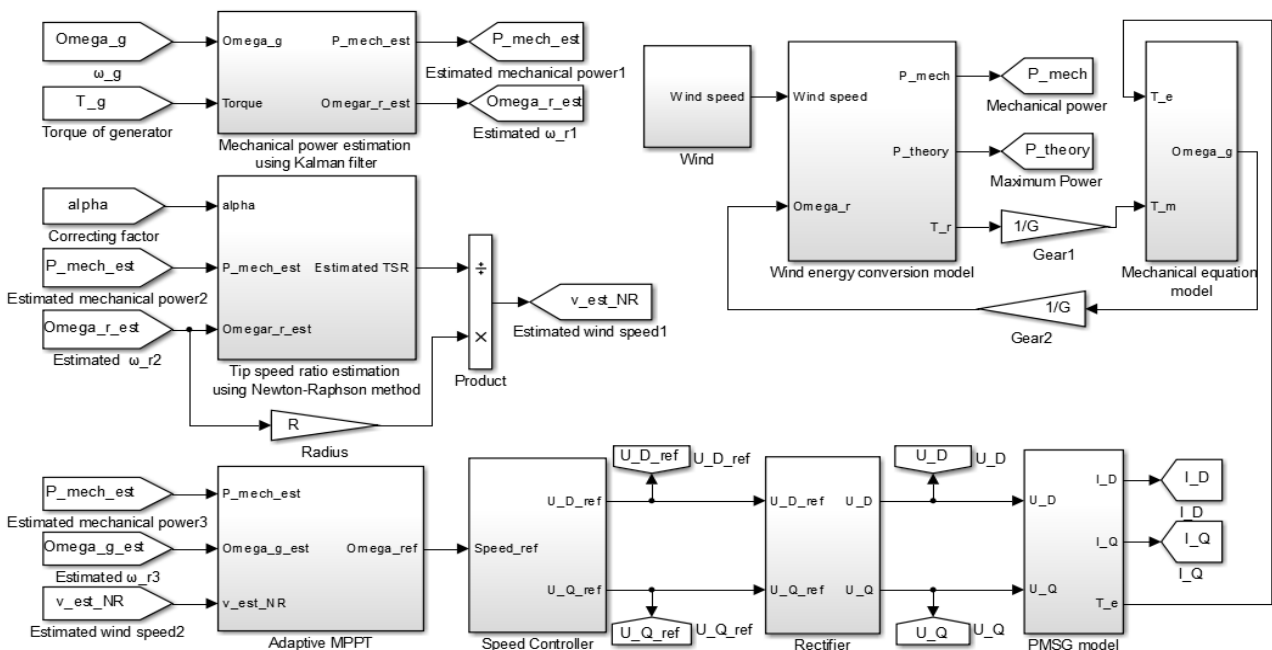 Omega_g
ω_g
T_g
Torque of generator
Omega_g
P_mech_est
Torque
Omegar_r_est
Mechanical power estimation
using Kalman filter
P_mech_est
Estimated mechanical power1
Omega_r_est
Estimated ω_r1
alpha
Correcting factor
P_mech_est
Estimated mechanical power2
Omega_r_est
Estimated ω_r2
alpha
P_mech_est
Estimated TSR
Omegar_r_est
Tip speed ratio estimation
using Newton-Raphson method
R
Radius
÷
×
Product
v_est_NR
Estimated wind speed1
Wind speed
Wind
Wind speed
P_mech
P_theory
Omega_r
T_r
Wind energy conversion model
P_mech
Mechanical power
P_theory
Maximum Power
1/G
Gear1
T_e
Omega_g
T_m
Mechanical equation
model
1/G
Gear2
P_mech_est
Estimated mechanical power3
Omega_g_est
Estimated ω_r3
v_est_NR
Estimated wind speed2
P_mech_est
Omega_g_est
Omega_ref
v_est_NR
Adaptive MPPT
Speed_ref
U_D_ref
U_Q_ref
Speed Controller
U_D_ref
U_D_ref
U_Q_ref
U_Q_ref
U_D_ref
U_D
U_Q_ref
U_Q
Rectifier
U_D
U_D
U_Q
U_Q
U_D
I_D
I_Q
U_Q
T_e
PMSG model
I_D
I_D
I_Q
I_Q